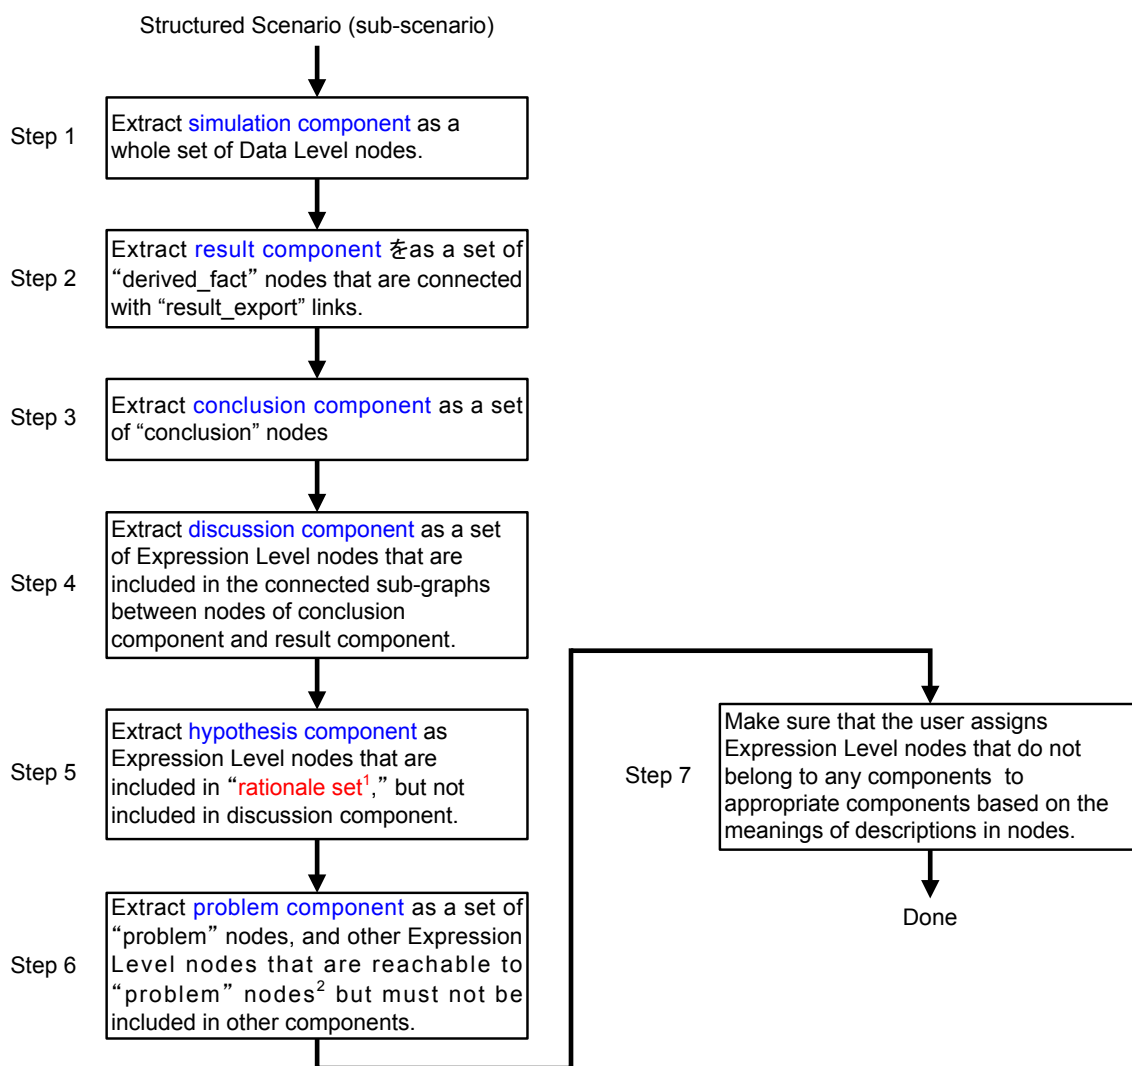 Structured Scenario (sub-scenario)
Step 1
Extract simulation component as a
whole set of Data Level nodes.
Step 2
Extract result component をas a set of
“derived_fact” nodes that are connected
with “result_export” links.
Step 3
Extract conclusion component as a set
of “conclusion” nodes
Step 4
Extract discussion component as a set
of Expression Level nodes that are
included in the connected sub-graphs
between nodes of conclusion
component and result component.
Step 5
Extract hypothesis component as
Expression Level nodes that are
included in “rationale set¹,” but not
included in discussion component.
Step 6
Extract problem component as a set of
“problem” nodes, and other Expression
Level nodes that are reachable to
“problem” nodes² but must not be
included in other components.
Step 7
Make sure that the user assigns
Expression Level nodes that do not
belong to any components to
appropriate components based on the
meanings of descriptions in nodes.
Done